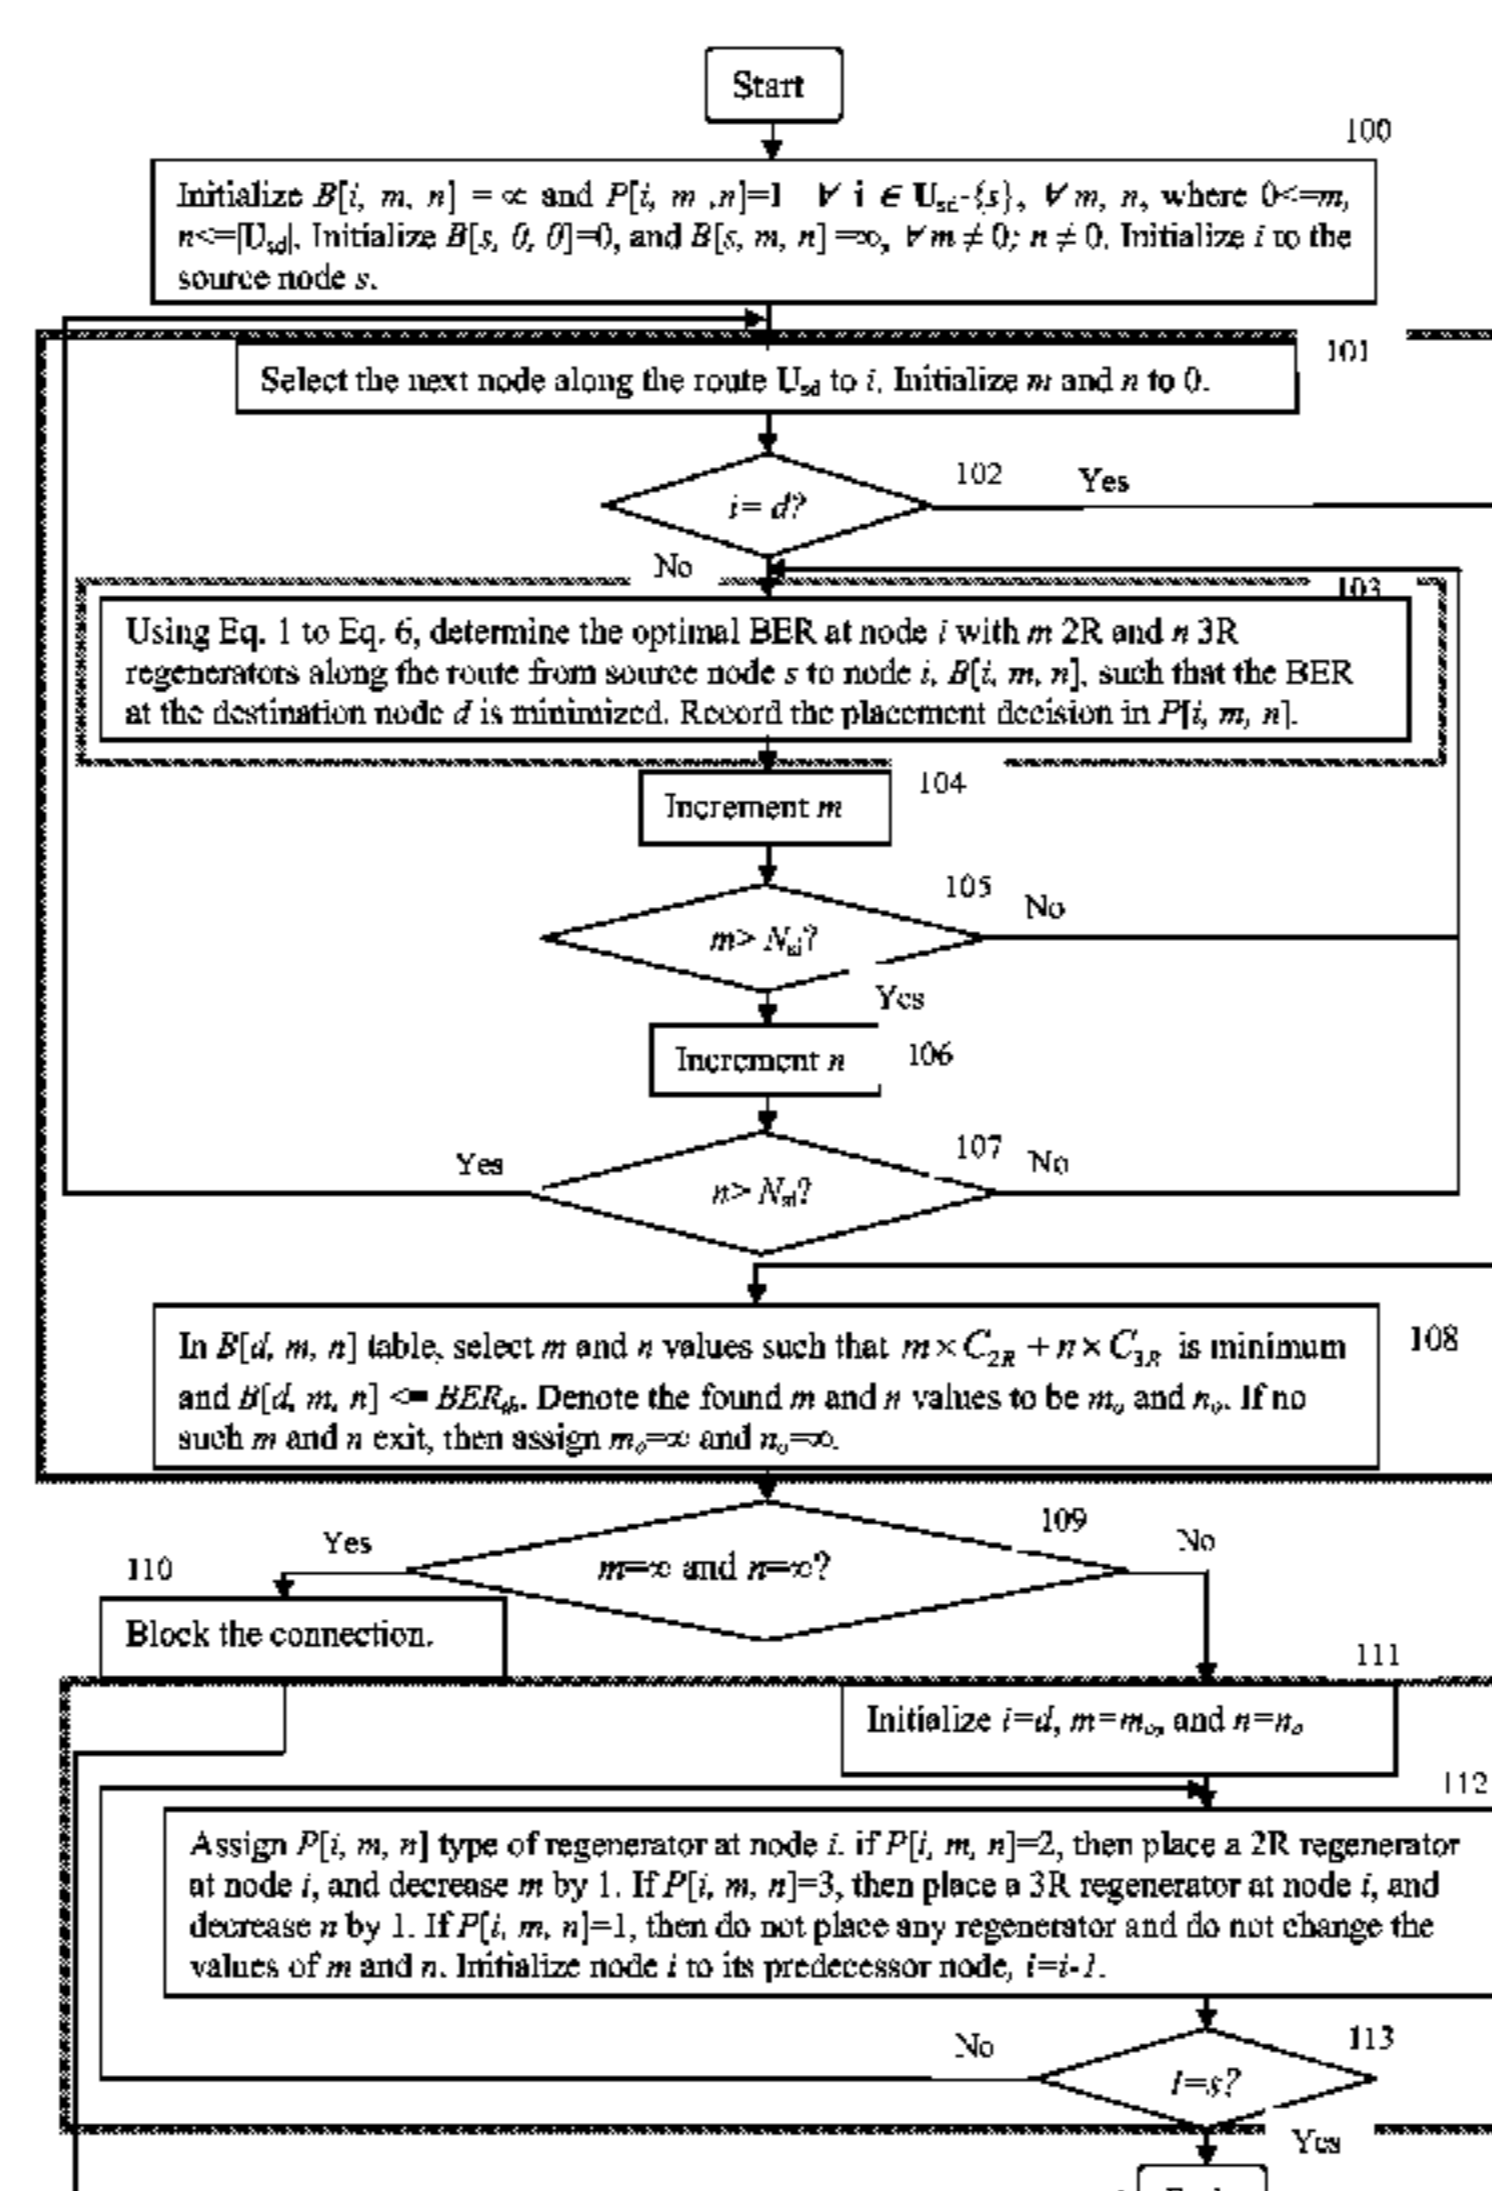 Start
100
Initialize B[i, m, n] = ∝ and P[i, m ,n]=1 ∀ i ∈ Usd-{s}, ∀ m, n, where 0<=m,
n<=|Usd|. Initialize B[s, 0, 0]=0, and B[s, m, n] =∞, ∀ m ≠ 0; n ≠ 0. Initialize i to the
source node s.
101
Select the next node along the route Usd to i. Initialize m and n to 0.
102
Yes
i= d?
No
103
Using Eq. 1 to Eq. 6, determine the optimal BER at node i with m 2R and n 3R
regenerators along the route from source node s to node i, B[i, m, n], such that the BER
at the destination node d is minimized. Record the placement decision in P[i, m, n].
104
Increment m
105
No
m> Nsi?
Yes
Increment n
106
107
Yes
No
n> Nsi?
In B[d, m, n] table, select m and n values such that m × C2R + n × C3R is minimum
108
and B[d, m, n] <= BERth. Denote the found m and n values to be mo and no. If no
such m and n exit, then assign mo=∞ and no=∞.
109
Yes
No
110
m=∞ and n=∞?
Block the connection.
111
Initialize i=d, m=mo, and n=no
112
Assign P[i, m, n] type of regenerator at node i. if P[i, m, n]=2, then place a 2R regenerator
at node i, and decrease m by 1. If P[i, m, n]=3, then place a 3R regenerator at node i, and
decrease n by 1. If P[i, m, n]=1, then do not place any regenerator and do not change the
values of m and n. Initialize node i to its predecessor node, i=i-1.
113
No
I=s?
Yes